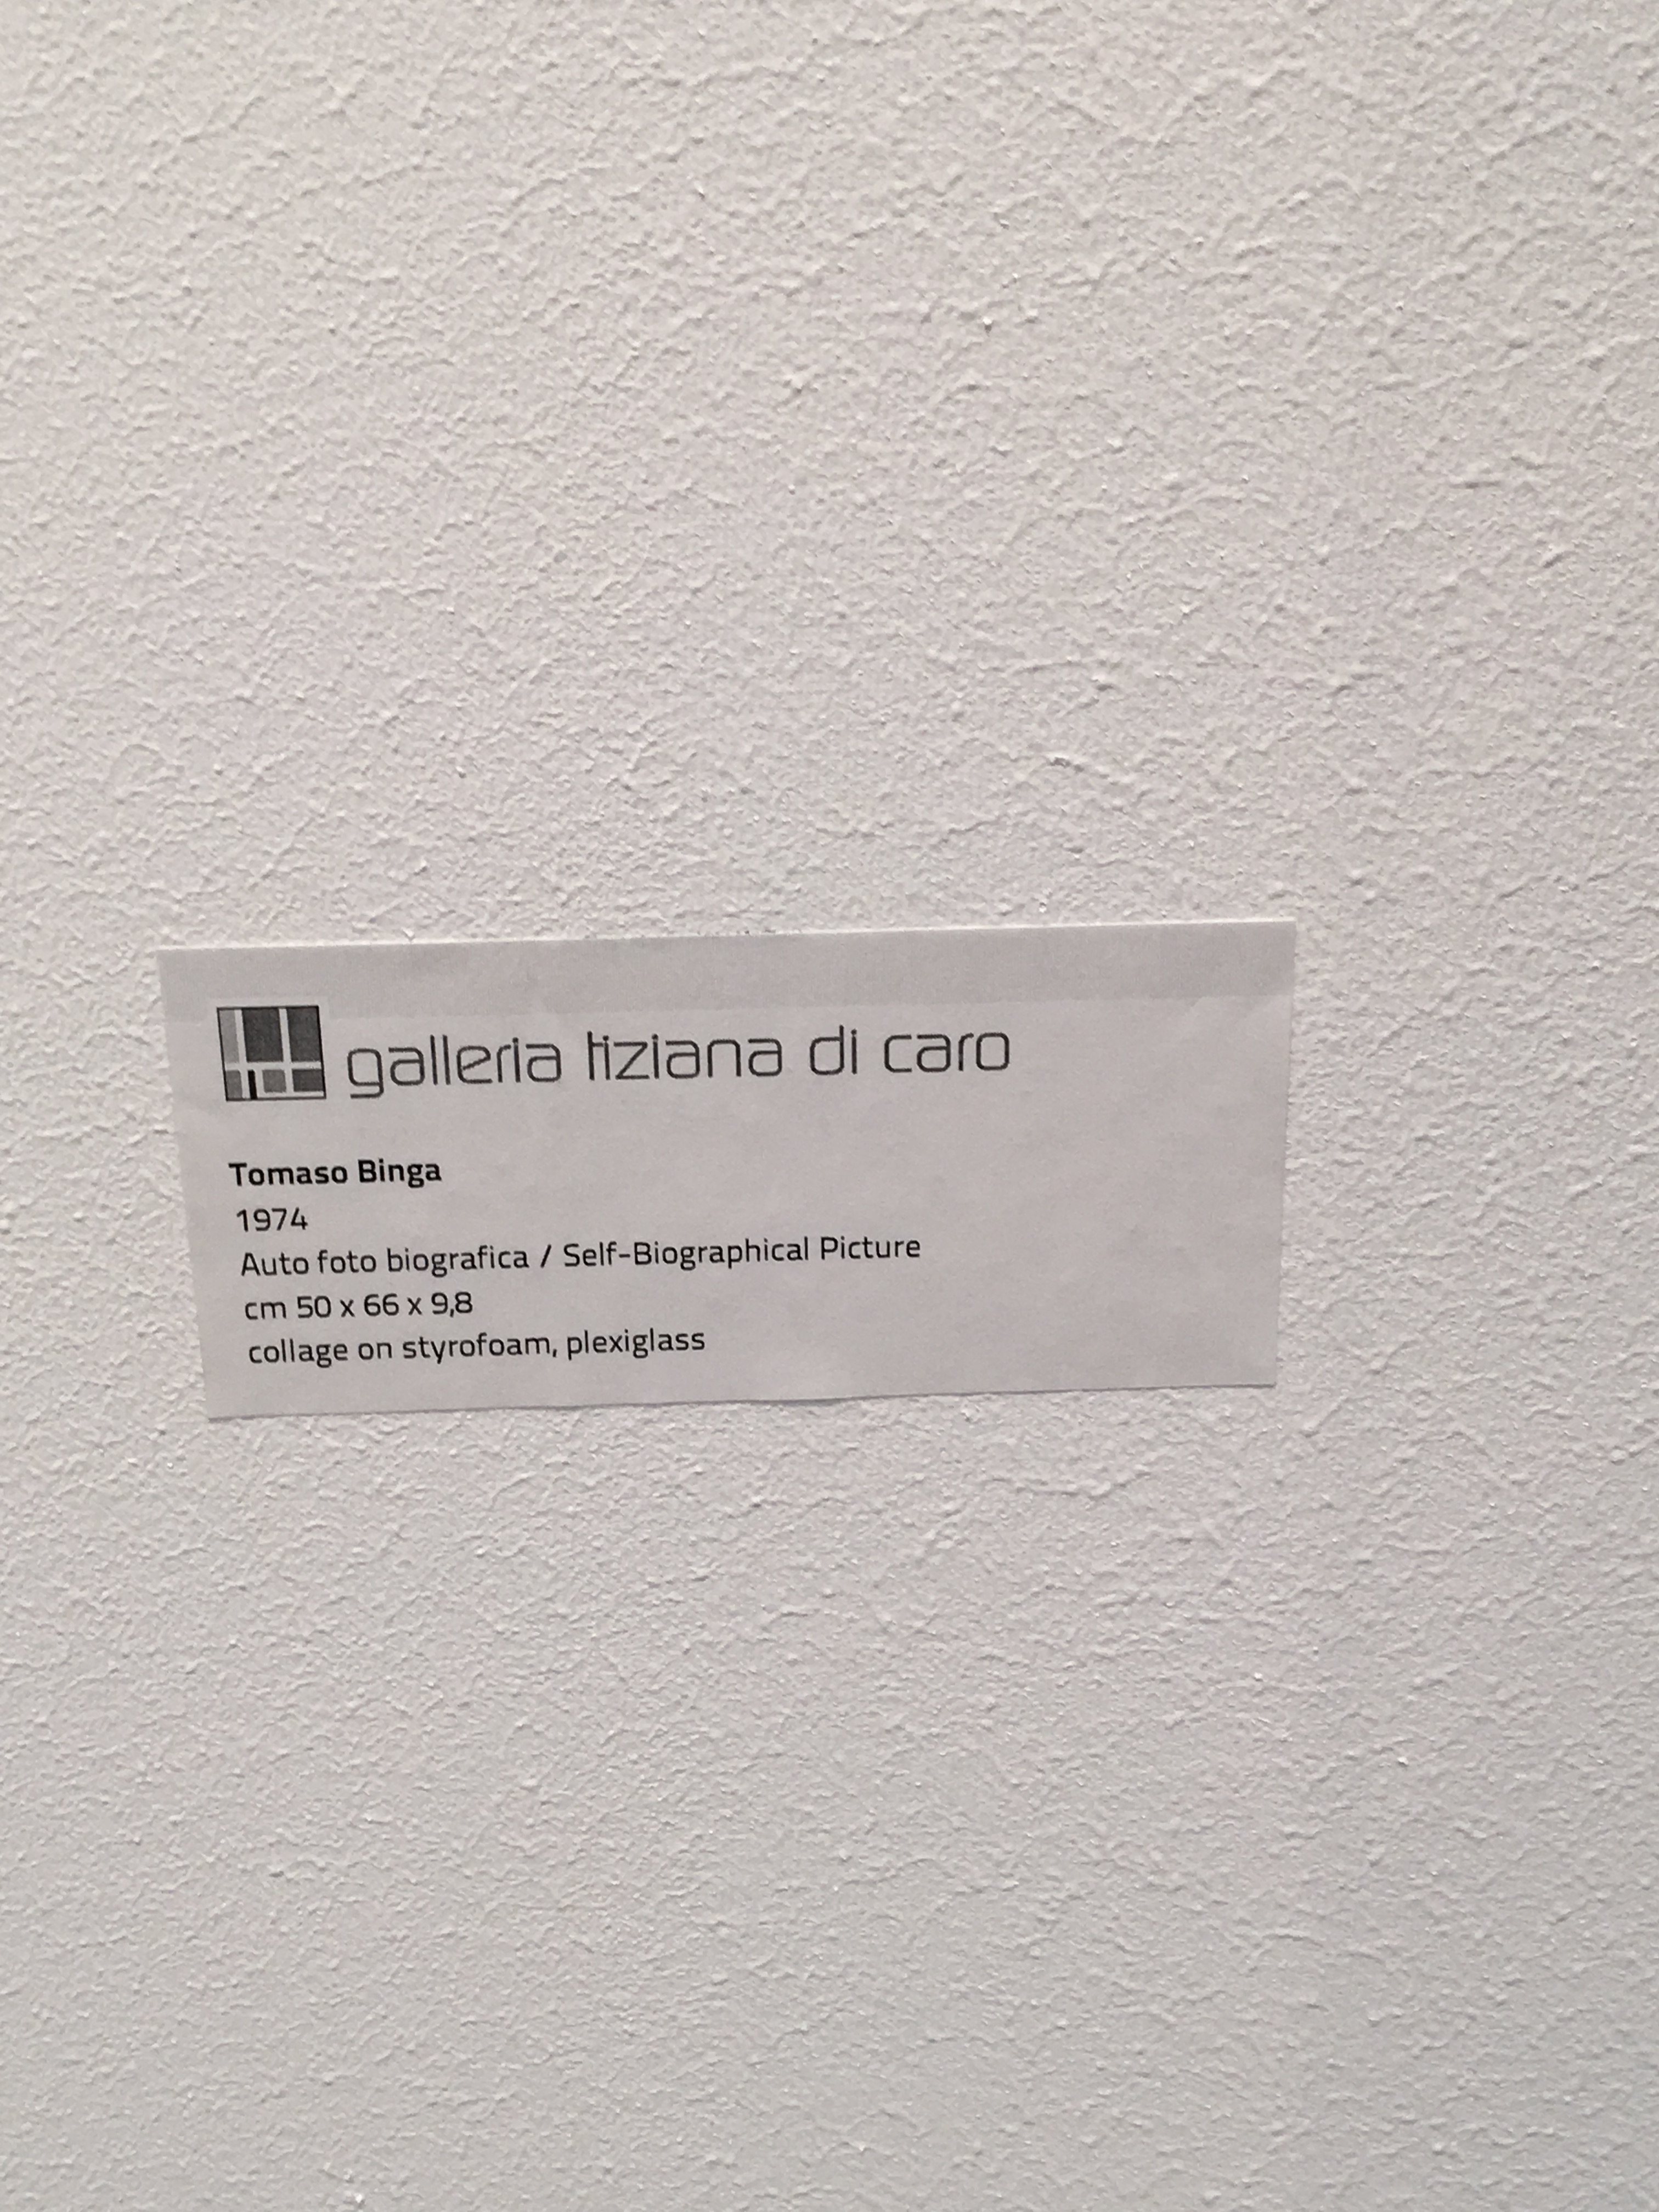 galleria tiziana di caro
Tomaso Binga
1974
Auto foto biografica / Self-Biographical Picture
cm 50 x 66 x 9,8
collage on styrofoam, plexiglass